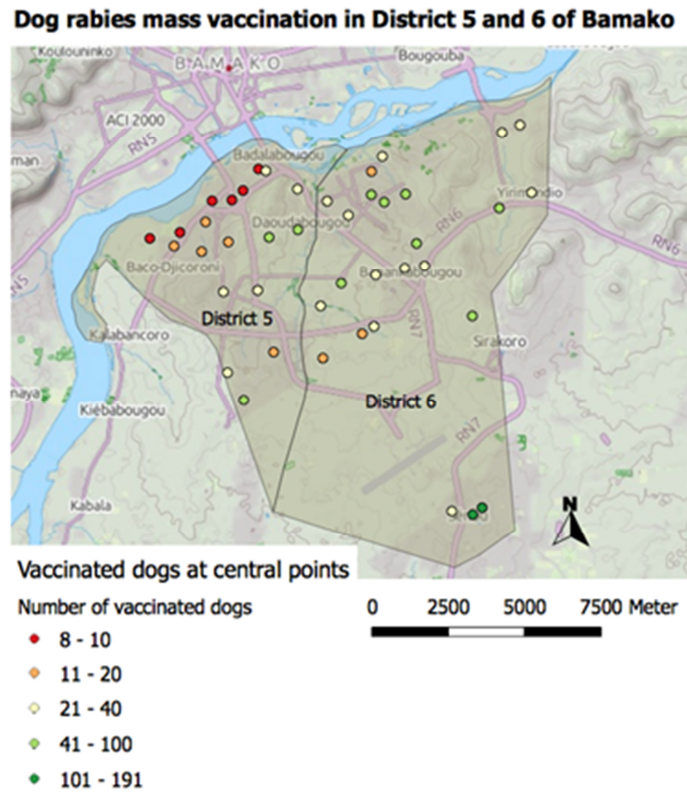 Dog rabies mass vaccination in District 5 and 6 of Bamako
Koulouninko
BAMAKO
Bougouba
ACI 2000
RN5
man
Badalabougou
Daoudabougou
Yirimadio
RN6
RN6
Baco-Djicoroni
Banankabougou
N5
District 5
RN7
Kalabancoro
Sirakoro
naya
Kiébabougou
District 6
RN7
Kabala
N
Vaccinated dogs at central points
Number of vaccinated dogs
0 2500 5000 7500 Meter
8 - 10
11 - 20
21 - 40
41 - 100
101 - 191